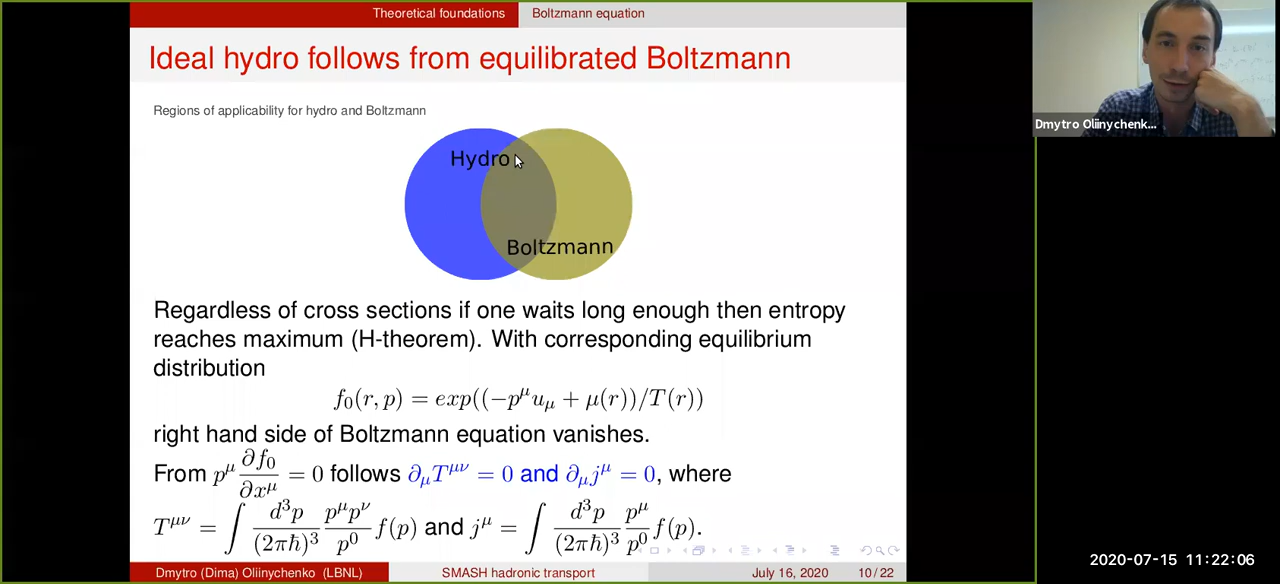 Theoretical foundations Boltzmann equation
Ideal hydro follows from equilibrated Boltzmann
Regions of applicability for hydro and Boltzmann
Hydro
Boltzmann
Dmytro Oliinychenk...
Regardless of cross sections if one waits long enough then entropy
reaches maximum (H-theorem). With corresponding equilibrium
distribution
f₀(r, p) = exp((−p^μ u_μ + μ(r))/T(r))
right hand side of Boltzmann equation vanishes.
From p^μ ∂f₀/∂x^μ = 0 follows ∂_μ T^{μν} = 0 and ∂_μ j^μ = 0, where
T^{μν} = ∫ d³p/(2πħ)³ p^μ p^ν/p⁰ f(p) and j^μ = ∫ d³p/(2πħ)³ p^μ/p⁰ f(p).
Dmytro (Dima) Oliinychenko (LBNL) SMASH hadronic transport July 16, 2020 10 / 22
2020-07-15 11:22:06